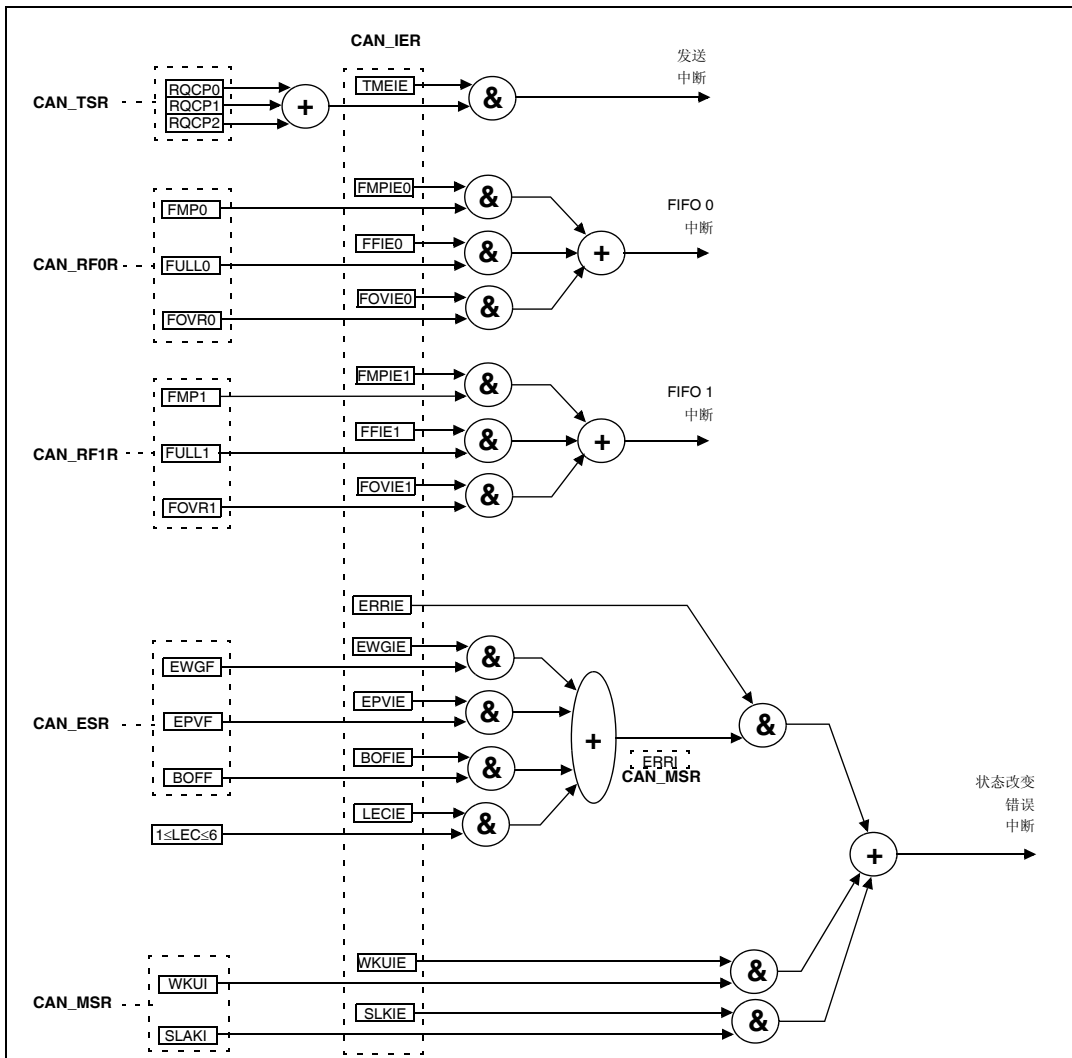 CAN_IER
发送
中断
CAN_TSR
RQCP0
RQCP1
RQCP2
+
TMEIE
&
CAN_RF0R
FMP0
FULL0
FOVR0
FMPIE0
FFIE0
FOVIE0
&
&
&
+
FIFO 0
中断
CAN_RF1R
FMP1
FULL1
FOVR1
FMPIE1
FFIE1
FOVIE1
&
&
&
+
FIFO 1
中断
ERRIE
CAN_ESR
EWGF
EPVF
BOFF
1≤LEC≤6
EWGIE
EPVIE
BOFIE
LECIE
&
&
&
&
+
ERRI
CAN_MSR
&
状态改变
错误
中断
+
CAN_MSR
WKUI
SLAKI
WKUIE
SLKIE
&
&